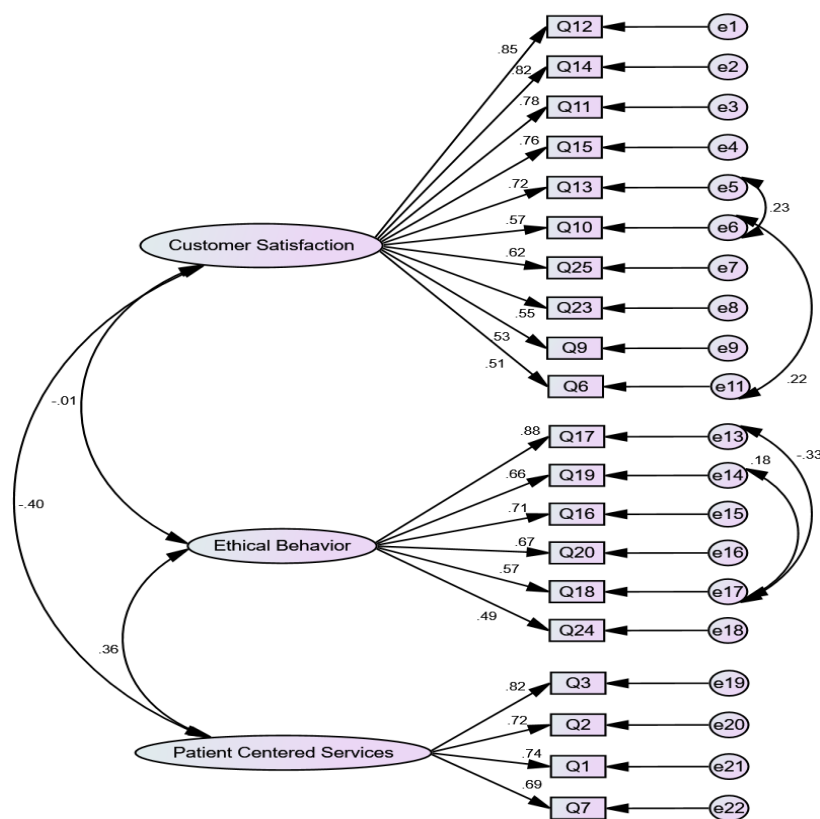 Q12 e1
.85
Q14 e2
.82
Q11 e3
.78
Q15 e4
.76
Q13 e5
.72
.23
Q10 e6
.57
Customer Satisfaction
Q25 e7
.62
Q23 e8
.55
Q9 e9
.53
.51
Q6 e11
.22
-.01
Q17 e13
.88
-.33
.18
Q19 e14
.66
-.40
Q16 e15
.71
Ethical Behavior
Q20 e16
.67
Q18 e17
.57
Q24 e18
.49
.36
Q3 e19
.82
Q2 e20
.72
Patient Centered Services
Q1 e21
.74
Q7 e22
.69